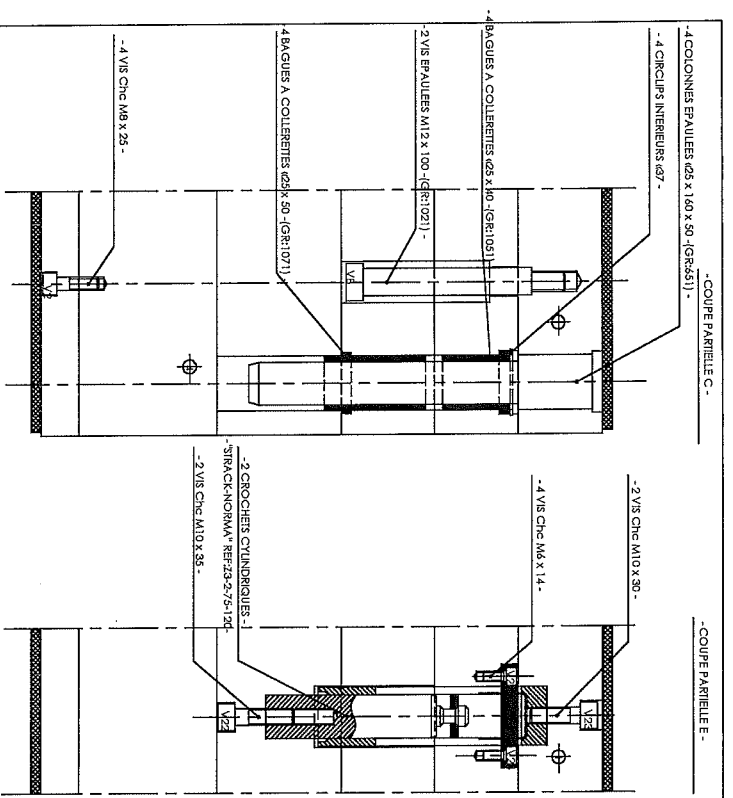 - COUPE PARTIELLE C -
- 4 COLONNES EPAULEES ⌀25 x 160 x 50 -(GR:651) -
- 4 CIRCLIPS INTERIEURS ⌀37 -
- 4 BAGUES A COLLERETTES ⌀25 x 40 -(GR:1051)
- 2 VIS EPAULEES M12 x 100 -(GR:1021) -
- 4 BAGUES A COLLERETTES ⌀25 x 50 -(GR:1071)
- 4 VIS Chc M8 x 25 -
- COUPE PARTIELLE E -
- 2 VIS Chc M10 x 30 -
- 4 VIS Chc M6 x 14 -
- 2 CROCHETS CYLINDRIQUES -
-"STRACK-NORMA" REF:Z3-2-75-120-
- 2 VIS Chc M10 x 35 -
V22
V23